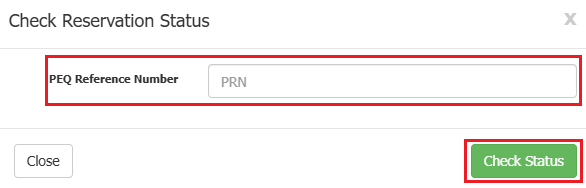 Check Reservation Status
x
PEQ Reference Number
PRN
Close
Check Status